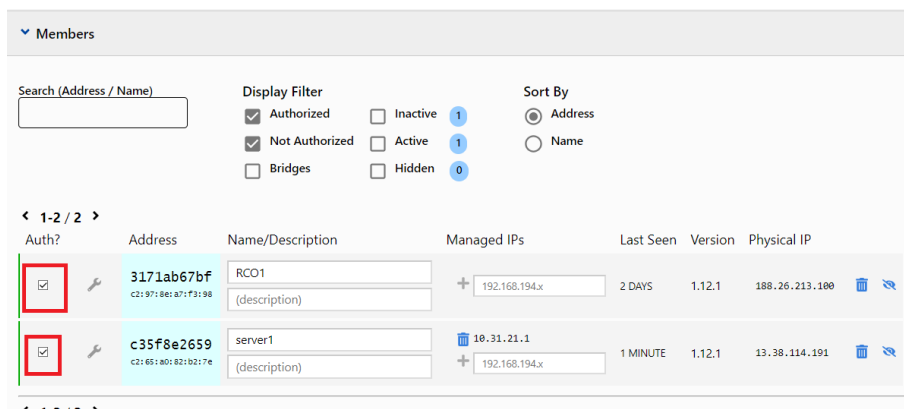 Members
Search (Address / Name)
Display Filter
Sort By
Authorized
Inactive
1
Address
Not Authorized
Active
1
Name
Bridges
Hidden
0
1-2 / 2
Auth?
Address
Name/Description
Managed IPs
Last Seen
Version
Physical IP
3171ab67bf
c2:97:8e:a7:f3:98
RCO1
(description)
192.168.194.x
2 DAYS
1.12.1
188.26.213.100
c35f8e2659
c2:65:a0:82:b2:7e
server1
(description)
10.31.21.1
192.168.194.x
1 MINUTE
1.12.1
13.38.114.191